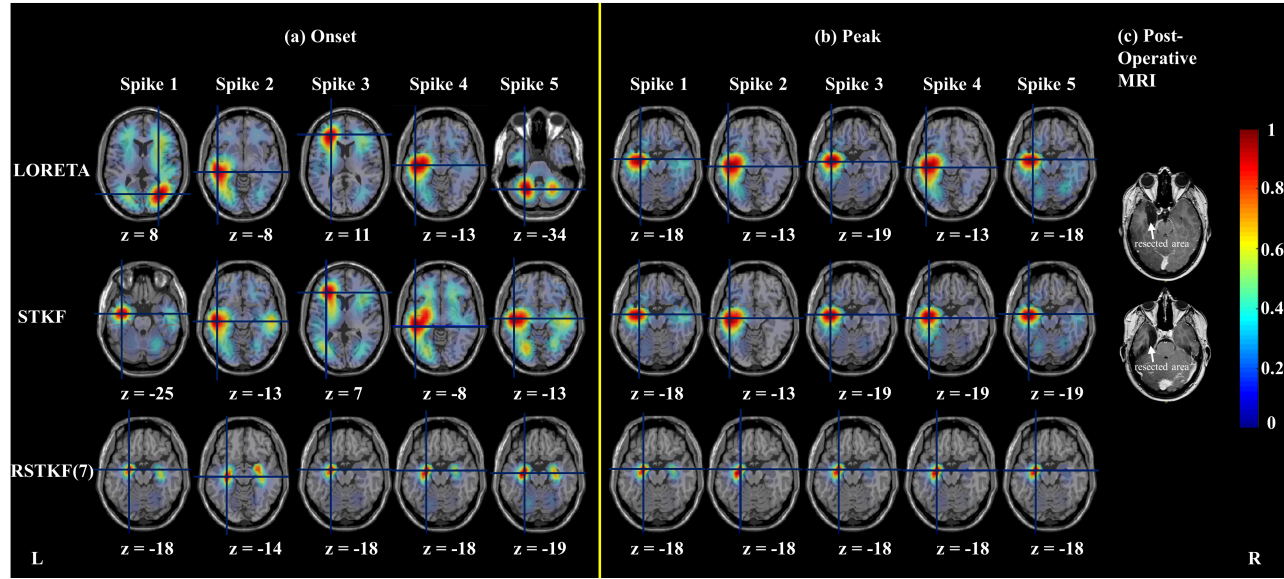 (a) Onset
(b) Peak
(c) Post-
Operative
MRI
Spike 1 Spike 2 Spike 3 Spike 4 Spike 5
Spike 1 Spike 2 Spike 3 Spike 4 Spike 5
LORETA
z = 8 z = -8 z = 11 z = -13 z = -34
z = -18 z = -13 z = -19 z = -13 z = -18
resected area
STKF
z = -25 z = -13 z = 7 z = -8 z = -13
z = -18 z = -13 z = -19 z = -19 z = -19
resected area
RSTKF(7)
z = -18 z = -14 z = -18 z = -18 z = -19
z = -18 z = -18 z = -18 z = -18 z = -18
1
0.8
0.6
0.4
0.2
0
L
R